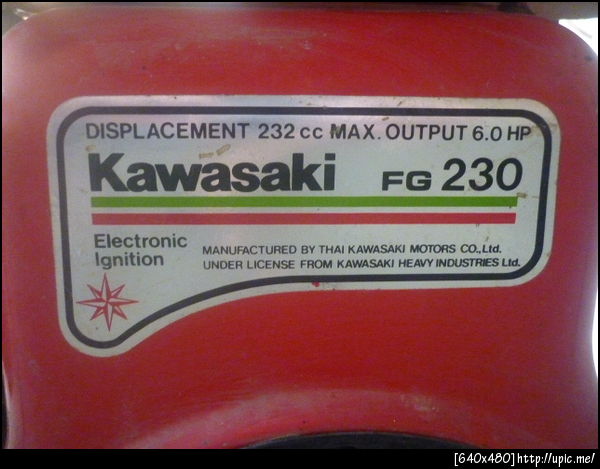 DISPLACEMENT 232 cc MAX. OUTPUT 6.0 HP
Kawasaki FG 230
Electronic
Ignition
MANUFACTURED BY THAI KAWASAKI MOTORS CO., Ltd.
UNDER LICENSE FROM KAWASAKI HEAVY INDUSTRIES Ltd.
[640x480]http://upic.me/